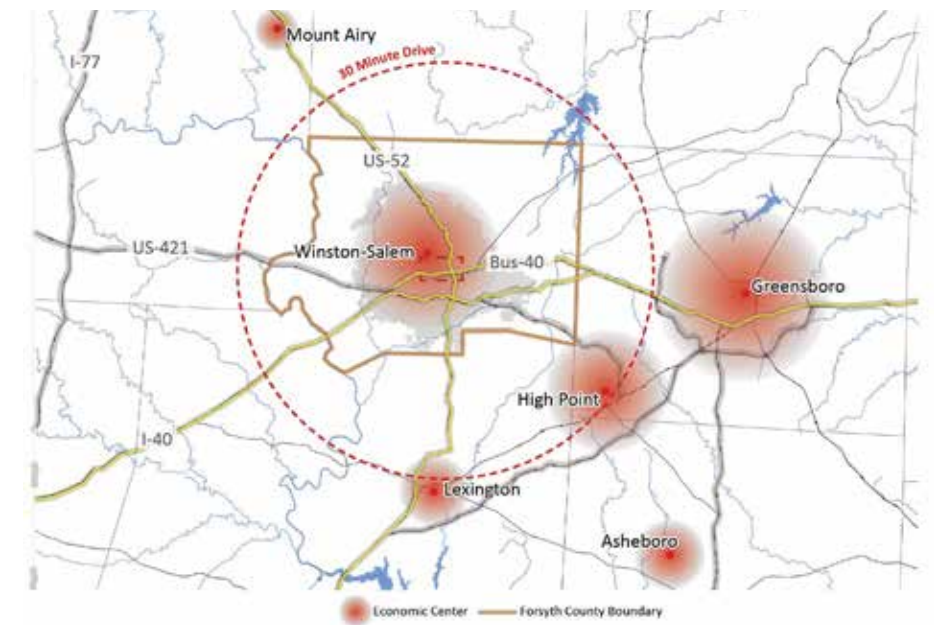 Mount Airy
I-77
30 Minute Drive
US-52
US-421
Winston-Salem
Bus-40
Greensboro
High Point
I-40
Lexington
Asheboro
Economic Center
Forsyth County Boundary